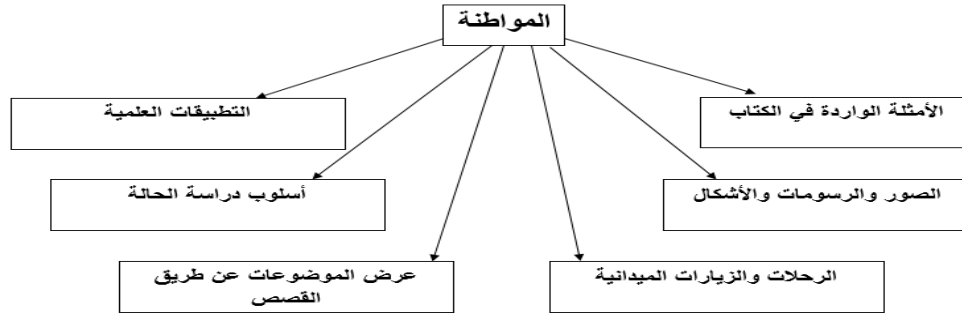 المواطنة
الأمثلة الواردة في الكتاب
التطبيقات العلمية
الصور والرسومات والأشكال
أسلوب دراسة الحالة
الرحلات والزيارات الميدانية
عرض الموضوعات عن طريق
القصص